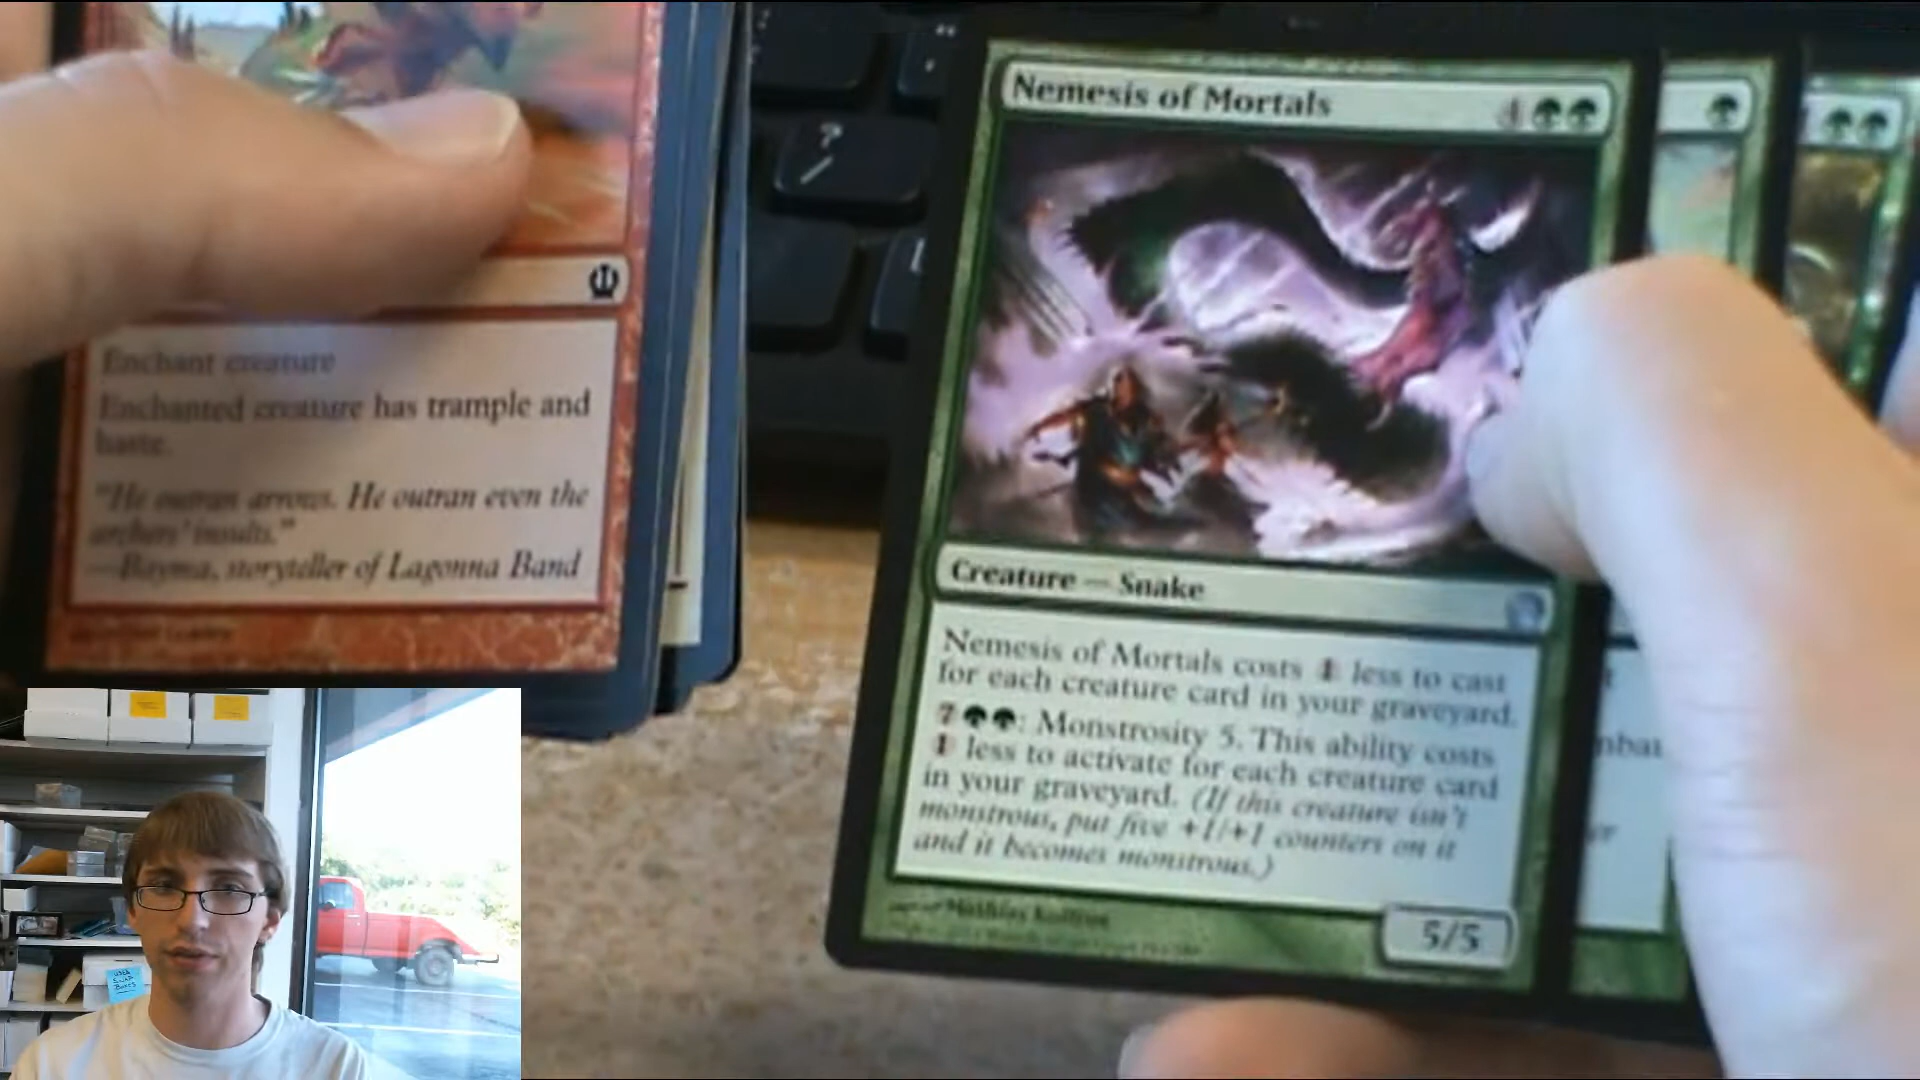 Enchant creature
Enchanted creature has trample and
haste.
"He outran arrows. He outran even the
archers' insults."
—Bayma, storyteller of Lagonna Band
Nemesis of Mortals 4
Creature — Snake
Nemesis of Mortals costs 1 less to cast
for each creature card in your graveyard.
7: Monstrosity 5. This ability costs
1 less to activate for each creature card
in your graveyard. (If this creature isn't
monstrous, put five +1/+1 counters on it
and it becomes monstrous.)
5/5
nbat
er
?
/